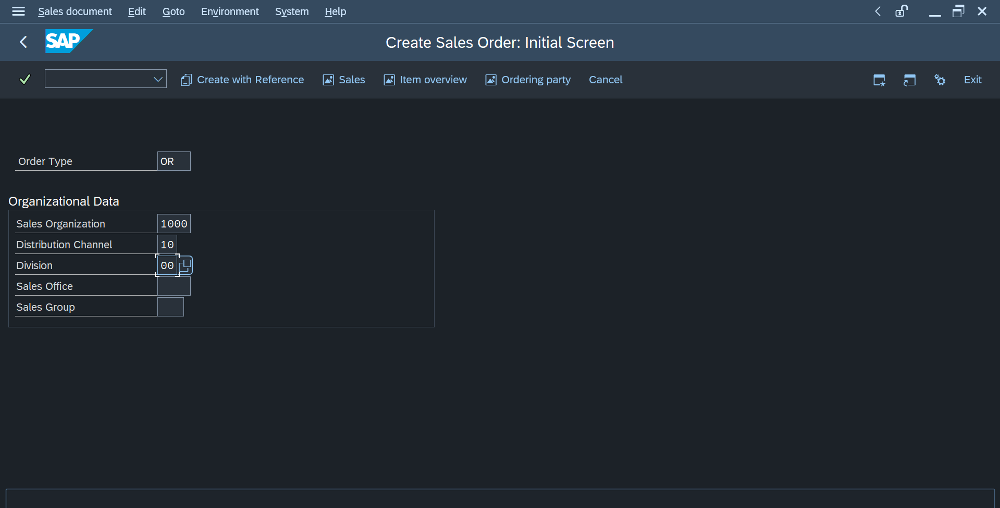 Sales document Edit Goto Environment System Help
SAP Create Sales Order: Initial Screen
Create with Reference Sales Item overview Ordering party Cancel Exit
Order Type OR
Organizational Data
Sales Organization 1000
Distribution Channel 10
Division 00
Sales Office
Sales Group